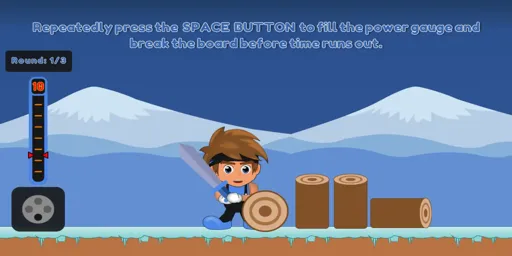 Repeatedly press the SPACE BUTTON to fill the power gauge and
break the board before time runs out.
Round: 1/3
10